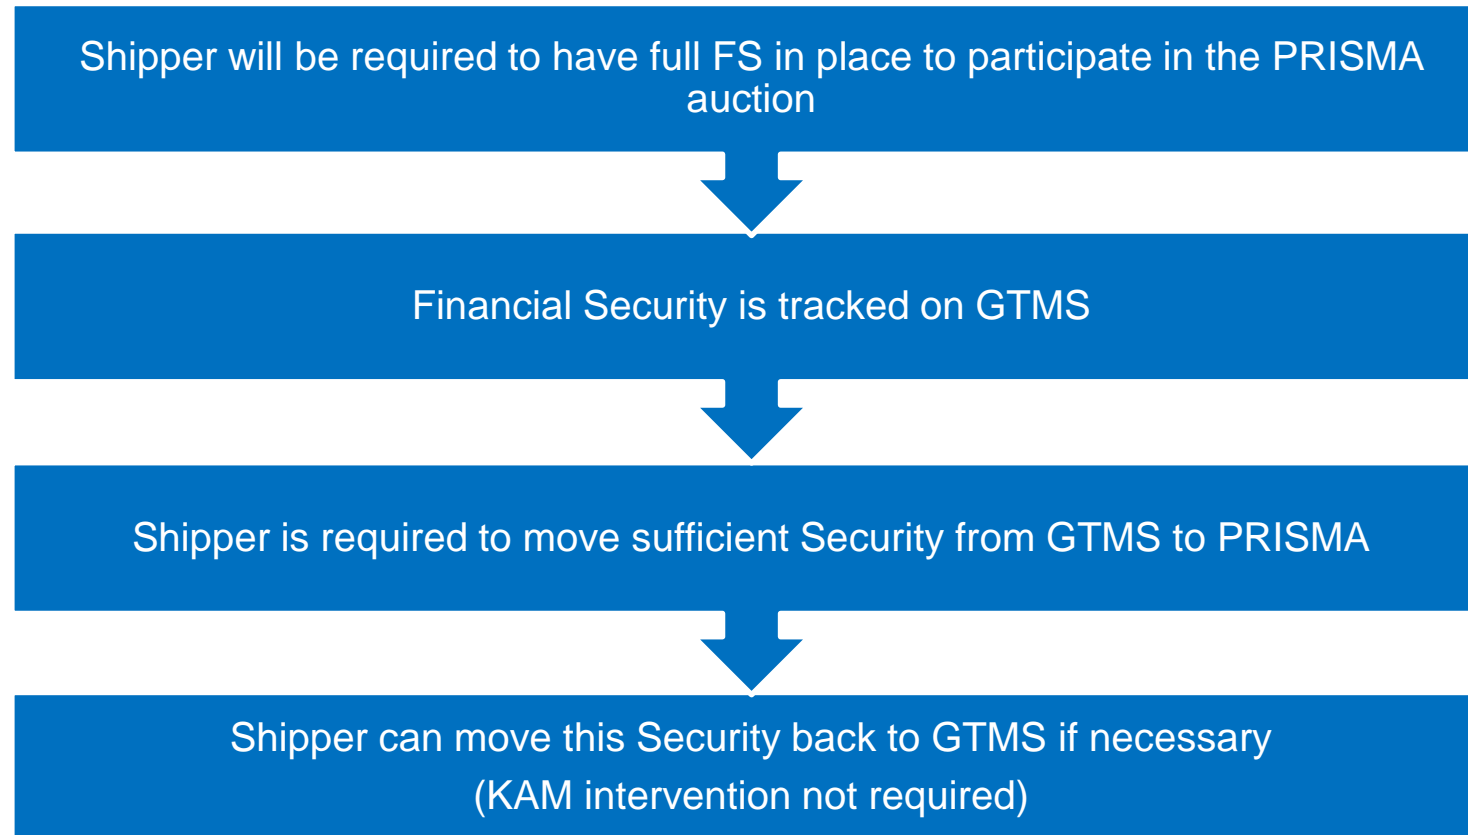 Shipper will be required to have full FS in place to participate in the PRISMA
auction
Financial Security is tracked on GTMS
Shipper is required to move sufficient Security from GTMS to PRISMA
Shipper can move this Security back to GTMS if necessary
(KAM intervention not required)